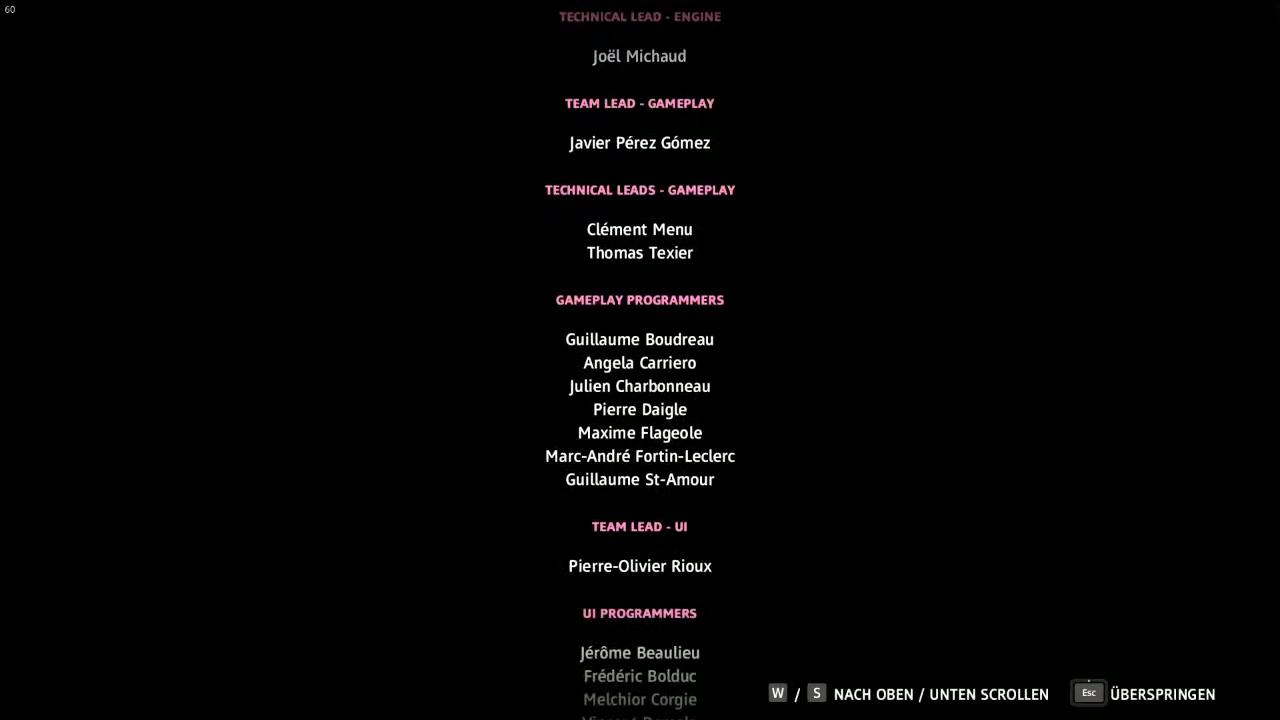 60
TECHNICAL LEAD - ENGINE
Joël Michaud
TEAM LEAD - GAMEPLAY
Javier Pérez Gómez
TECHNICAL LEADS - GAMEPLAY
Clément Menu
Thomas Texier
GAMEPLAY PROGRAMMERS
Guillaume Boudreau
Angela Carriero
Julien Charbonneau
Pierre Daigle
Maxime Flageole
Marc-André Fortin-Leclerc
Guillaume St-Amour
TEAM LEAD - UI
Pierre-Olivier Rioux
UI PROGRAMMERS
Jérôme Beaulieu
Frédéric Bolduc
Melchior Corgie
W / S NACH OBEN / UNTEN SCROLLEN Esc ÜBERSPRINGEN